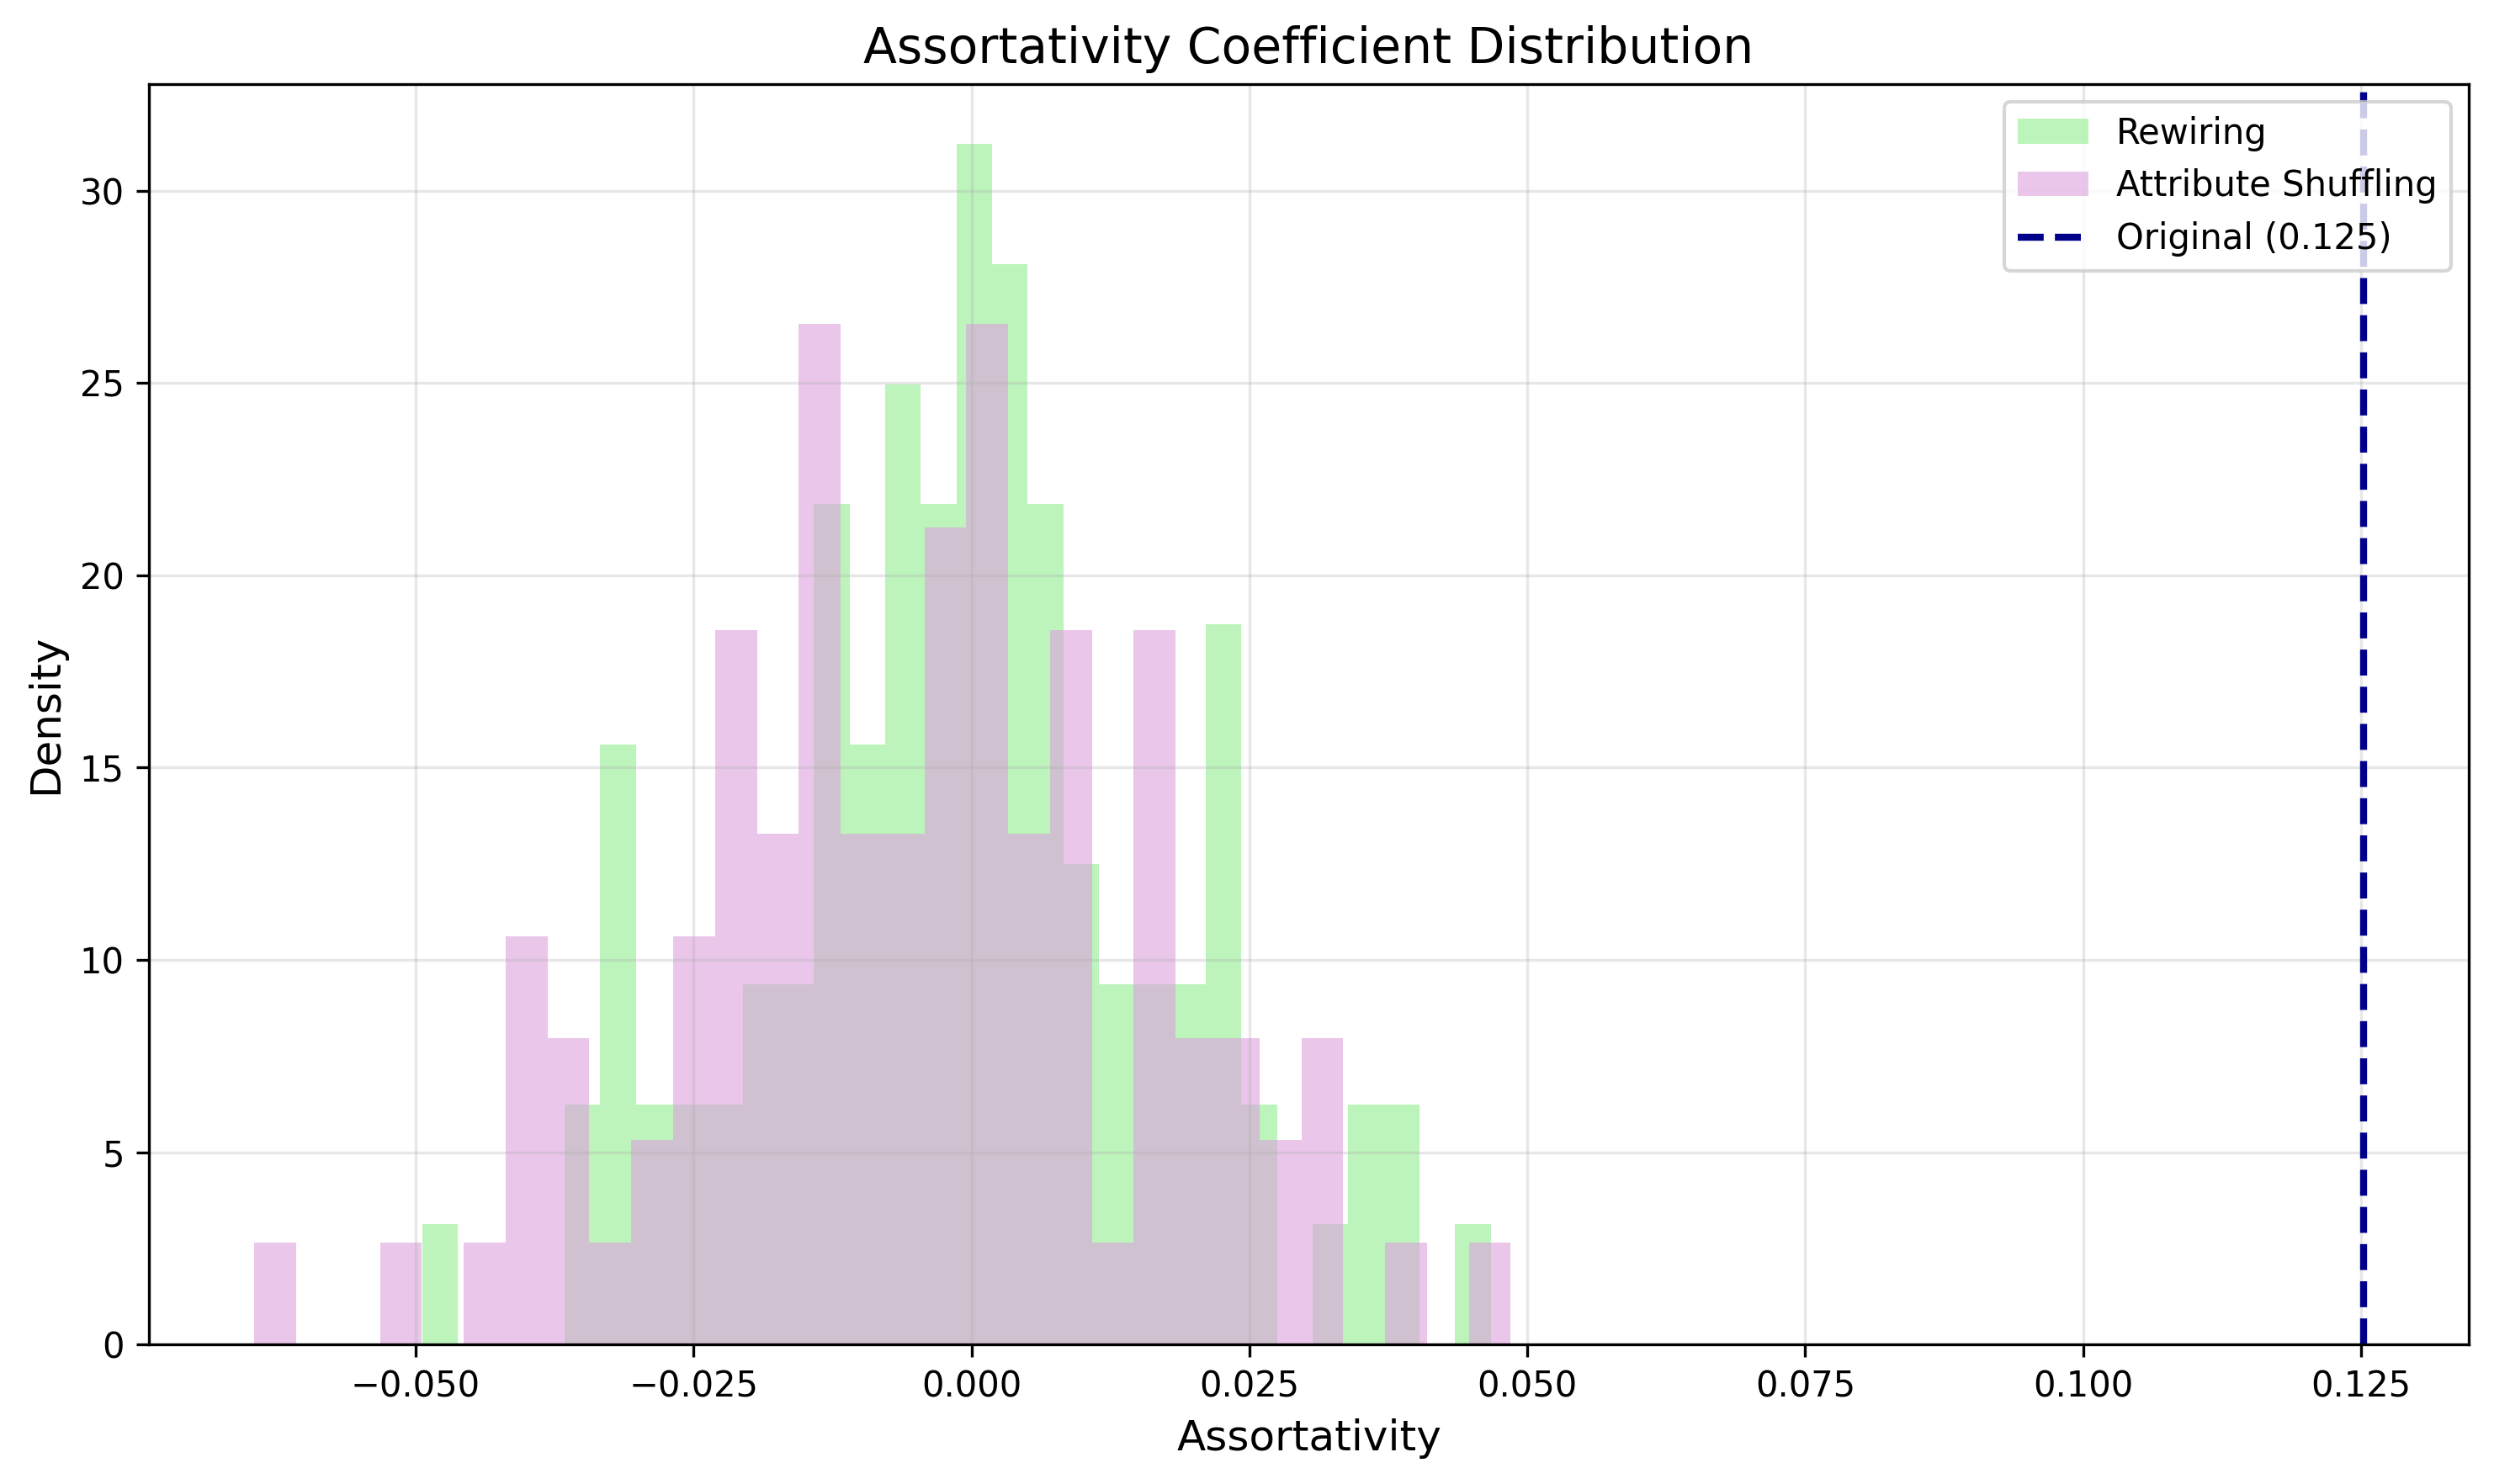 Assortativity Coefficient Distribution
Rewiring
Attribute Shuffling
Original (0.125)
Density
30
25
20
15
10
5
0
−0.050
−0.025
0.000
0.025
0.050
0.075
0.100
0.125
Assortativity